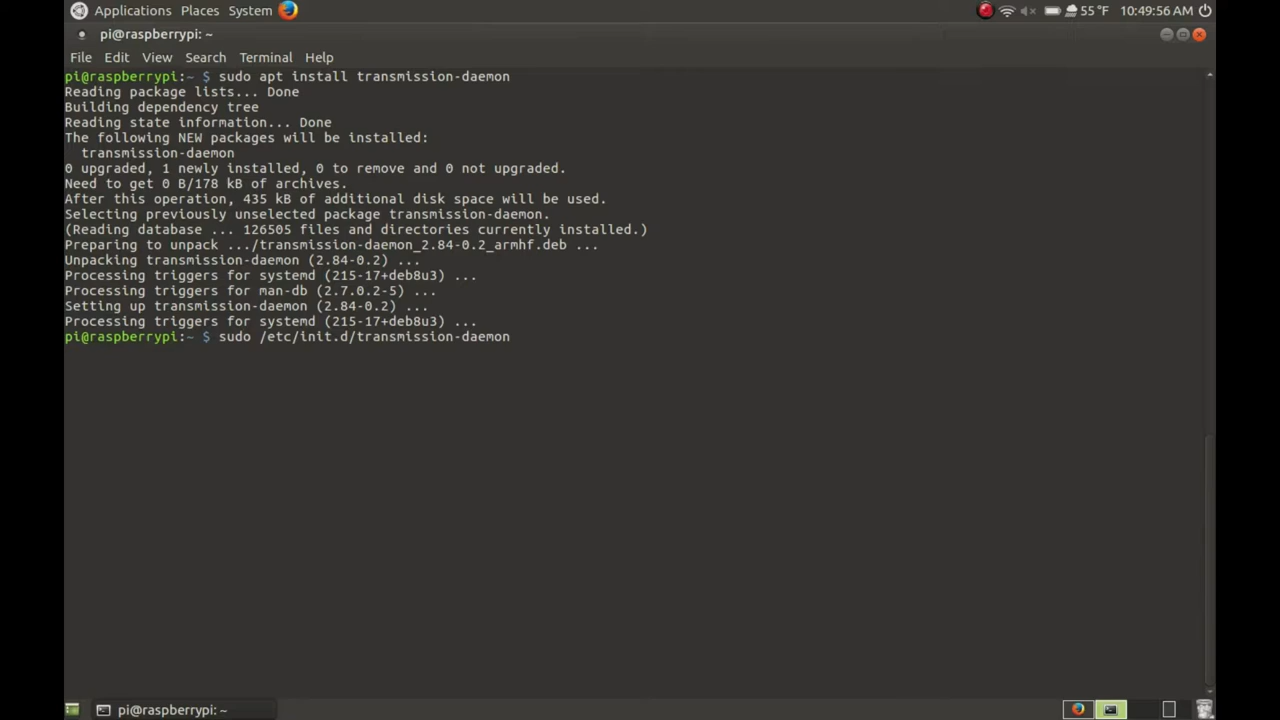 Applications Places System 55 °F 10:49:56 AM
pi@raspberrypi: ~
File Edit View Search Terminal Help
pi@raspberrypi:~ $ sudo apt install transmission-daemon
Reading package lists... Done
Building dependency tree
Reading state information... Done
The following NEW packages will be installed:
  transmission-daemon
0 upgraded, 1 newly installed, 0 to remove and 0 not upgraded.
Need to get 0 B/178 kB of archives.
After this operation, 435 kB of additional disk space will be used.
Selecting previously unselected package transmission-daemon.
(Reading database ... 126505 files and directories currently installed.)
Preparing to unpack .../transmission-daemon_2.84-0.2_armhf.deb ...
Unpacking transmission-daemon (2.84-0.2) ...
Processing triggers for systemd (215-17+deb8u3) ...
Processing triggers for man-db (2.7.0.2-5) ...
Setting up transmission-daemon (2.84-0.2) ...
Processing triggers for systemd (215-17+deb8u3) ...
pi@raspberrypi:~ $ sudo /etc/init.d/transmission-daemon
pi@raspberrypi: ~